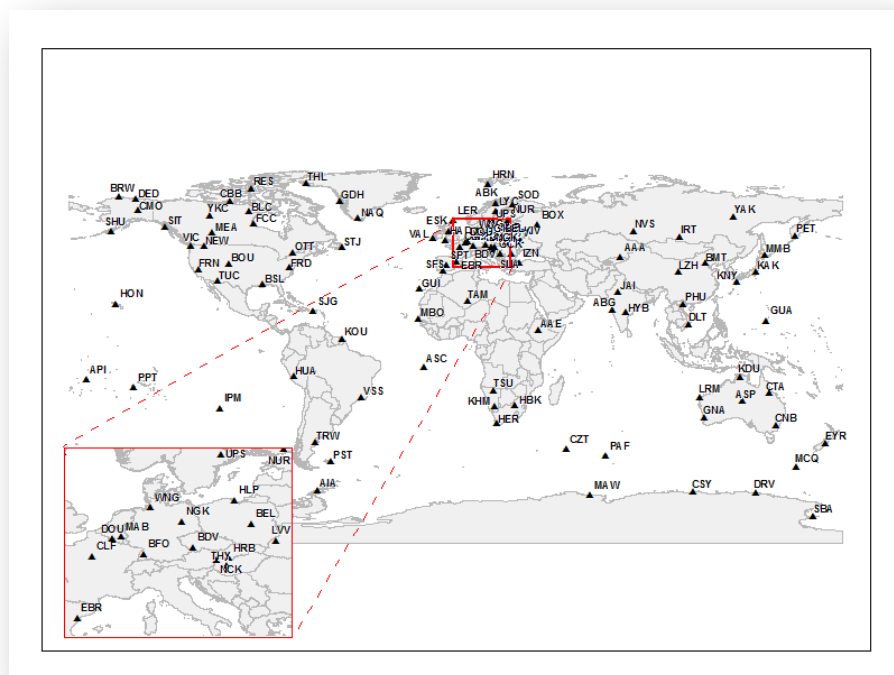 HRN
THL
RES
BRW
DED
CBB
GDH
ABK
SOD
CMO
YKC
BLC
LYC
NUR
NAQ
LER
UPS
YAK
SHU
SIT
FCC
ESK
BOX
MEA
VAL
NVS
IRT
PET
VIC
NEW
OTT
STJ
BOU
SPT
BDV
IZN
AAA
MMB
FRN
FRD
SFS
EBR
SUA
LZH
BMT
KAK
TUC
BSL
KNY
GUI
TAM
JAI
HON
SJG
MBO
ABG
HYB
PHU
GUA
KOU
AAE
DLT
API
PPT
HUA
ASC
KDU
IPM
VSS
TSU
LRM
ASP
CTA
KHM
HBK
GNA
HER
CNB
TRW
CZT
PAF
EYR
PST
MCQ
AIA
MAW
CSY
DRV
SBA
UPS
NUR
WNG
HLP
NGK
BEL
DOU
MAB
LVV
CLF
BFO
BDV
HRB
THY
NCK
EBR